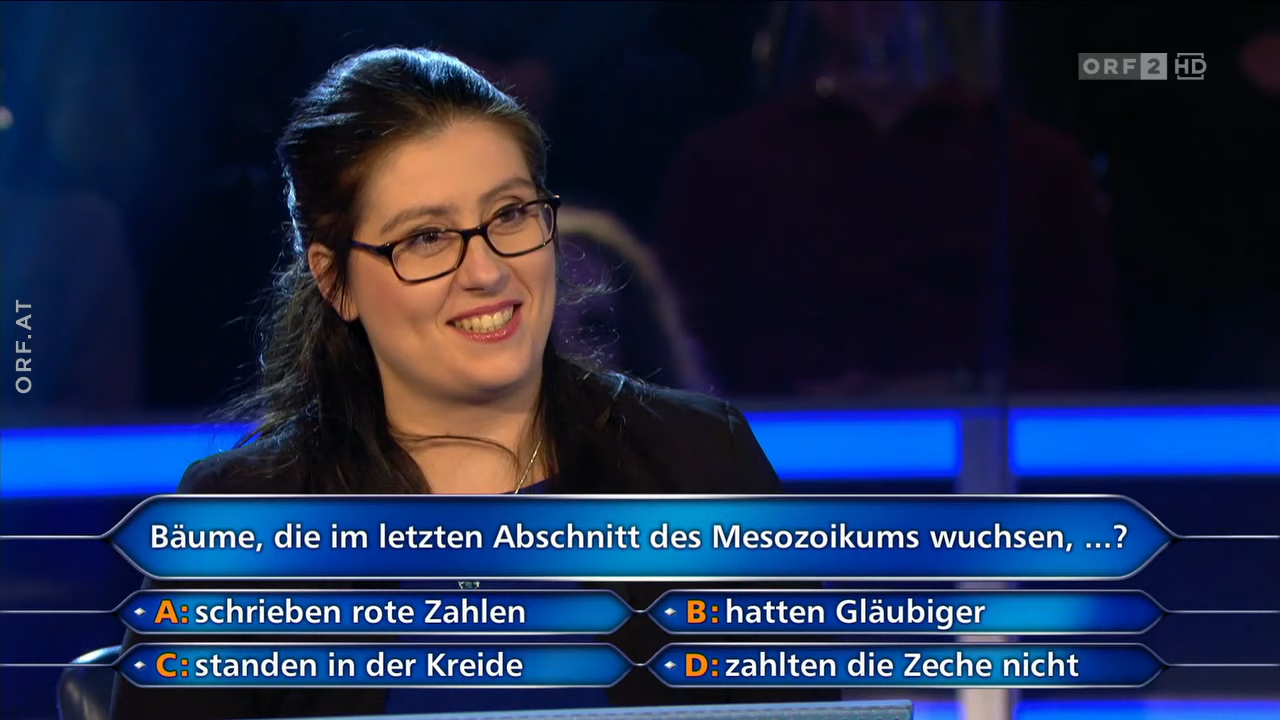 ORF 2 HD
ORF.AT
Bäume, die im letzten Abschnitt des Mesozoikums wuchsen, ...?
A: schrieben rote Zahlen
B: hatten Gläubiger
C: standen in der Kreide
D: zahlten die Zeche nicht